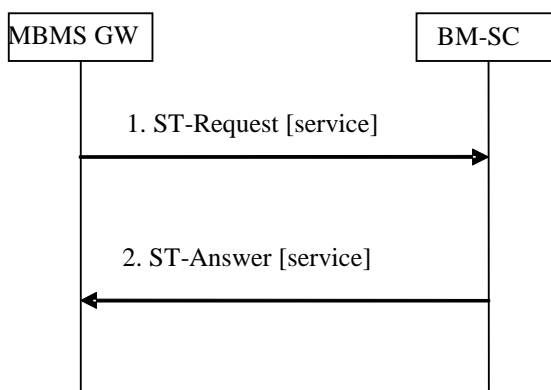 MBMS GW
BM-SC
1. ST-Request [service]
2. ST-Answer [service]